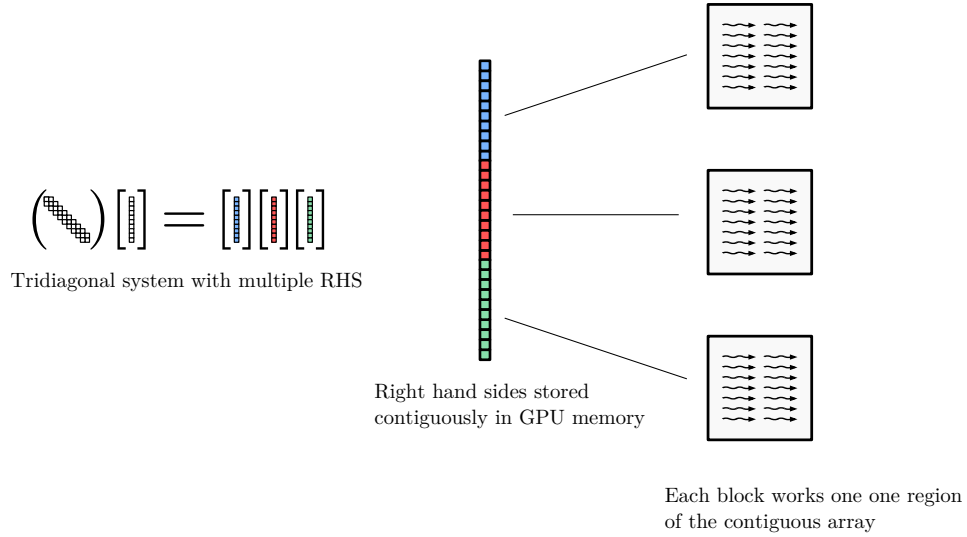 Tridiagonal system with multiple RHS
Right hand sides stored
contiguously in GPU memory
Each block works one one region
of the contiguous array